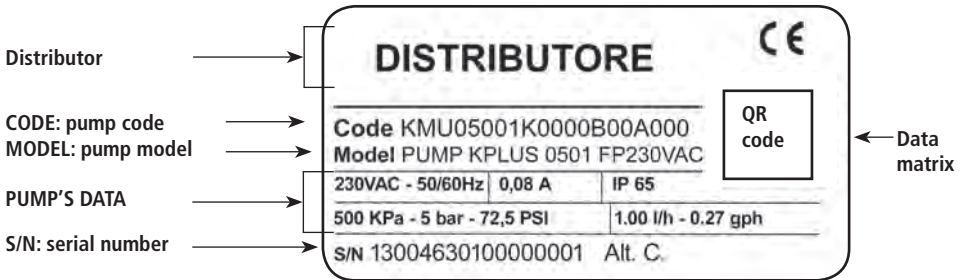 Distributor
DISTRIBUTORE
CE
CODE: pump code
Code KMU05001K0000B00A000
QR code
MODEL: pump model
Model PUMP KPLUS 0501 FP230VAC
Data matrix
PUMP'S DATA
230VAC - 50/60Hz 0,08 A IP 65
500 KPa - 5 bar - 72,5 PSI 1.00 l/h - 0.27 gph
S/N: serial number
S/N 13004630100000001 Alt. C.